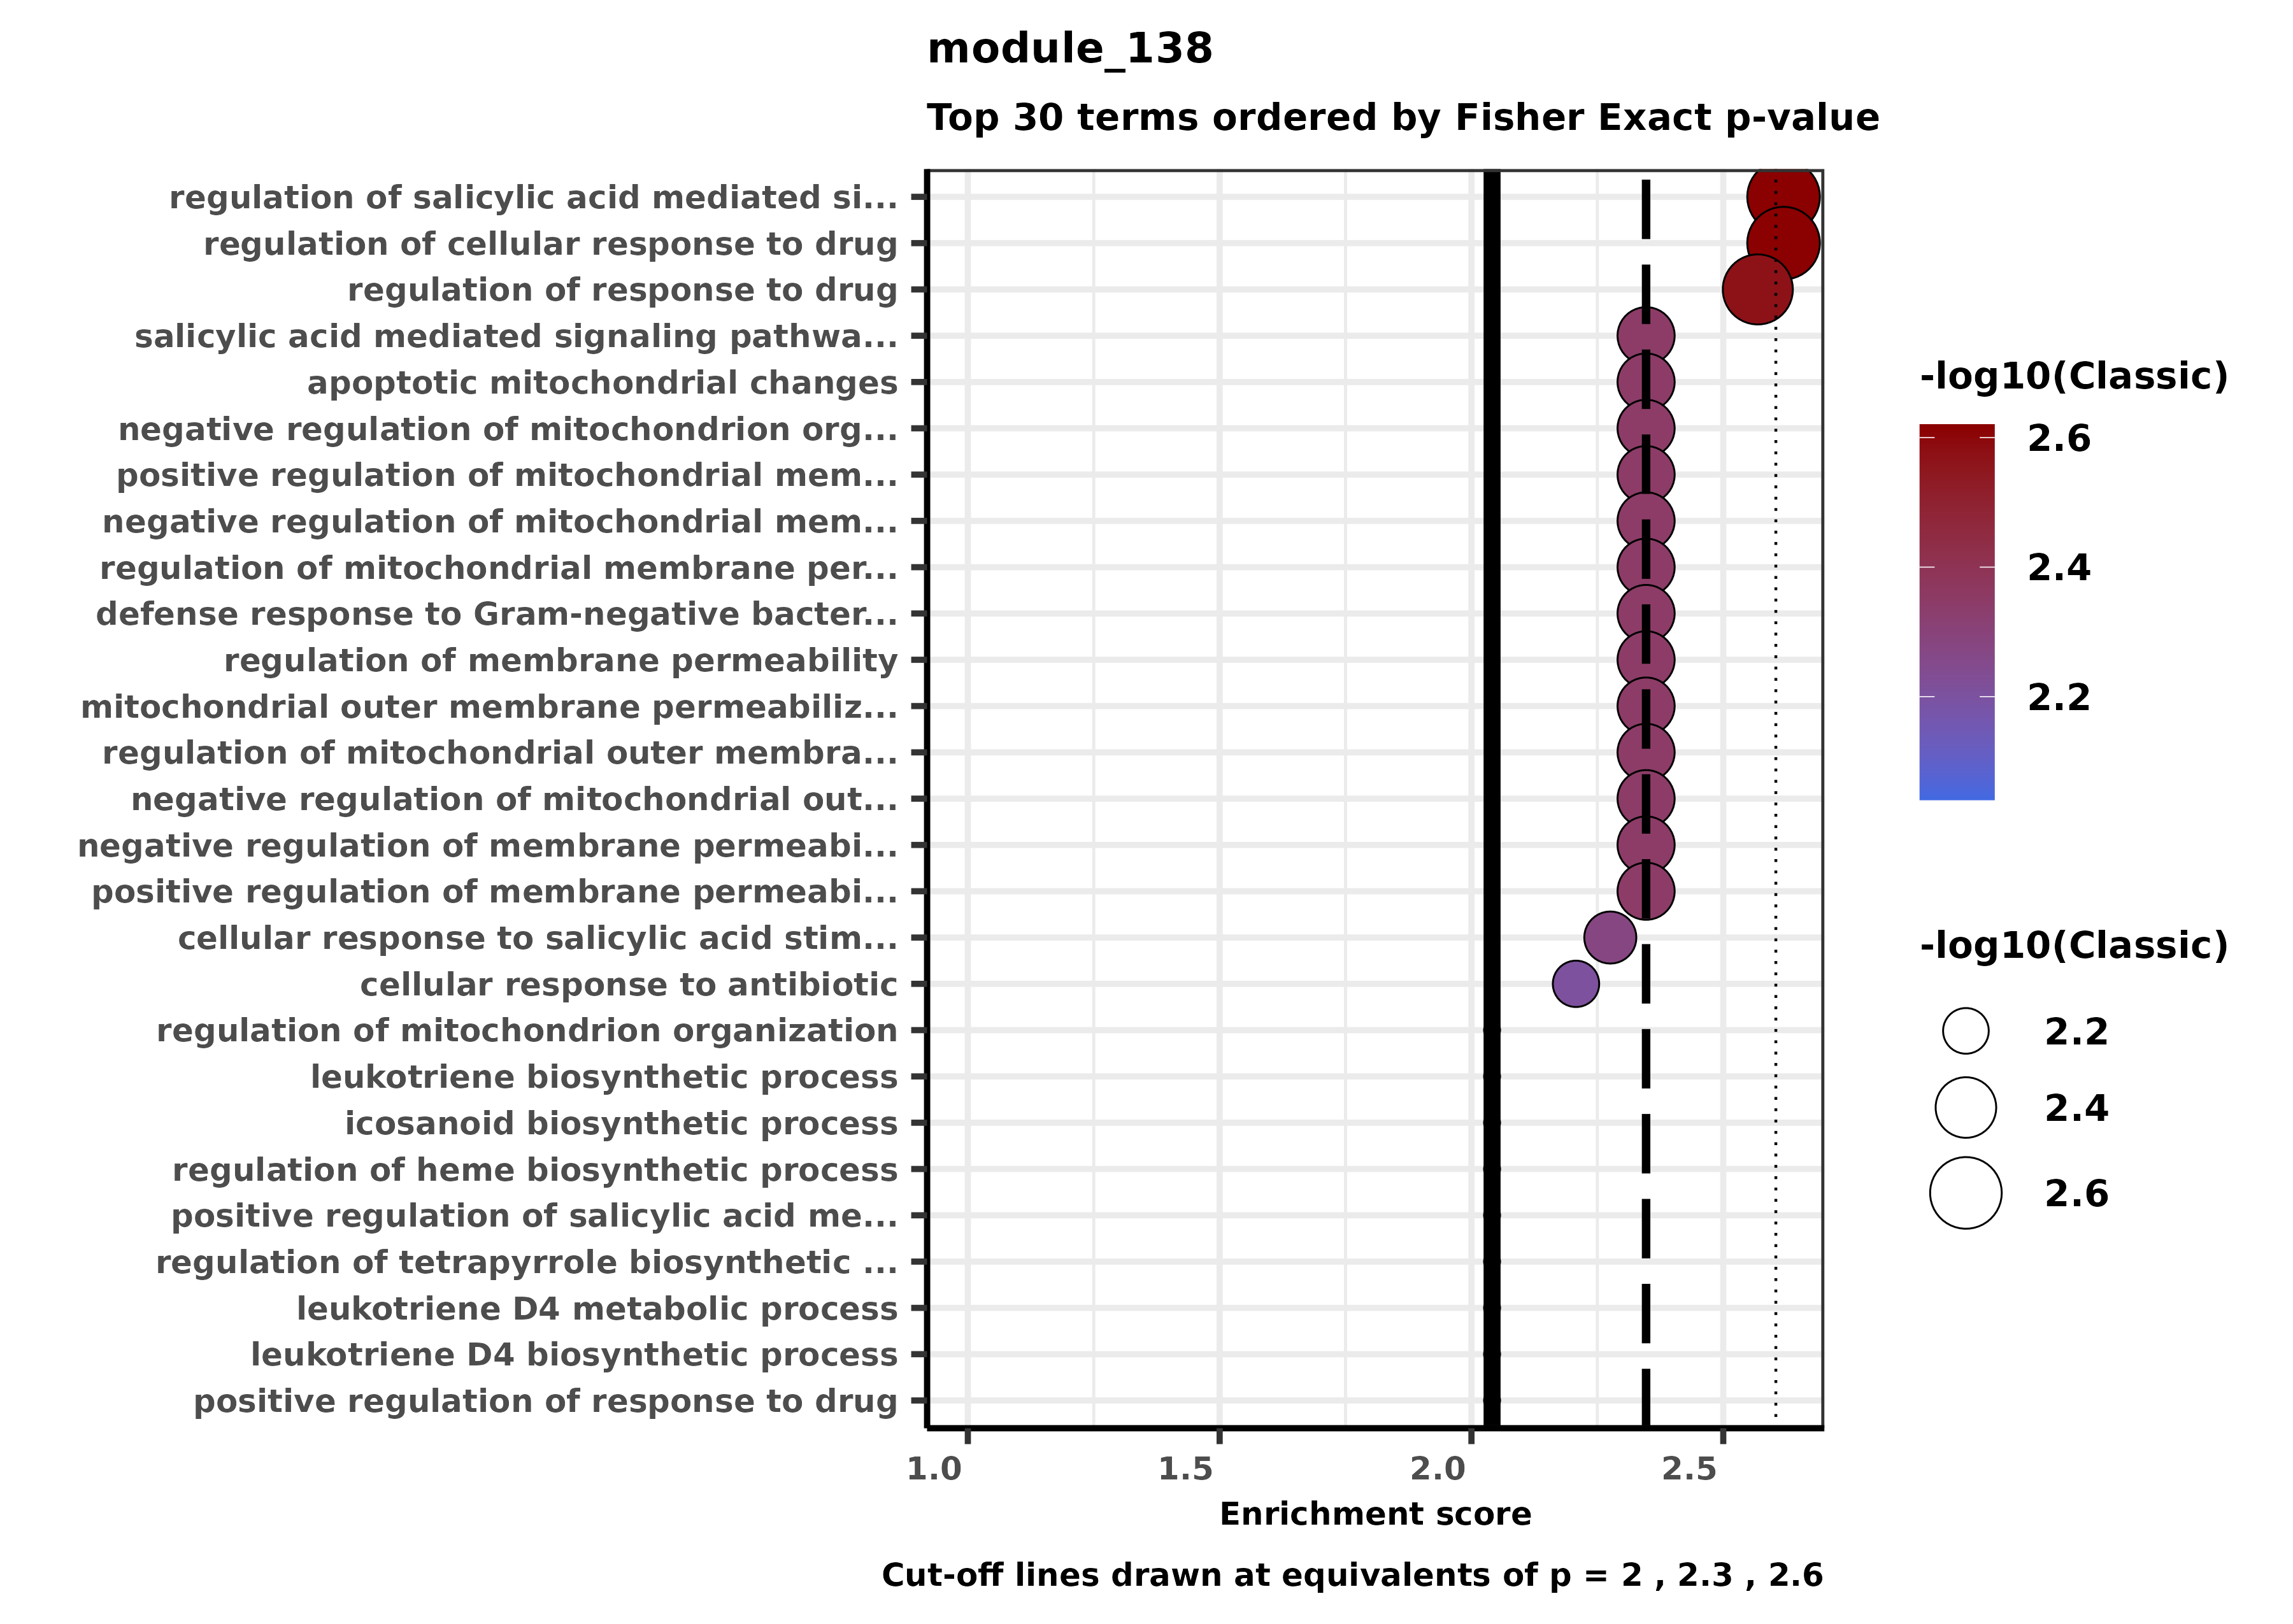 module_138
Top 30 terms ordered by Fisher Exact p-value
regulation of salicylic acid mediated si...
regulation of cellular response to drug
regulation of response to drug
salicylic acid mediated signaling pathwa...
apoptotic mitochondrial changes
negative regulation of mitochondrion org...
positive regulation of mitochondrial mem...
negative regulation of mitochondrial mem...
regulation of mitochondrial membrane per...
defense response to Gram-negative bacter...
regulation of membrane permeability
mitochondrial outer membrane permeabiliz...
regulation of mitochondrial outer membra...
negative regulation of mitochondrial out...
negative regulation of membrane permeabi...
positive regulation of membrane permeabi...
cellular response to salicylic acid stim...
cellular response to antibiotic
regulation of mitochondrion organization
leukotriene biosynthetic process
icosanoid biosynthetic process
regulation of heme biosynthetic process
positive regulation of salicylic acid me...
regulation of tetrapyrrole biosynthetic ...
leukotriene D4 metabolic process
leukotriene D4 biosynthetic process
positive regulation of response to drug
1.0 1.5 2.0 2.5
Enrichment score
Cut-off lines drawn at equivalents of p = 2 , 2.3 , 2.6
-log10(Classic)
2.6
2.4
2.2
-log10(Classic)
2.2
2.4
2.6